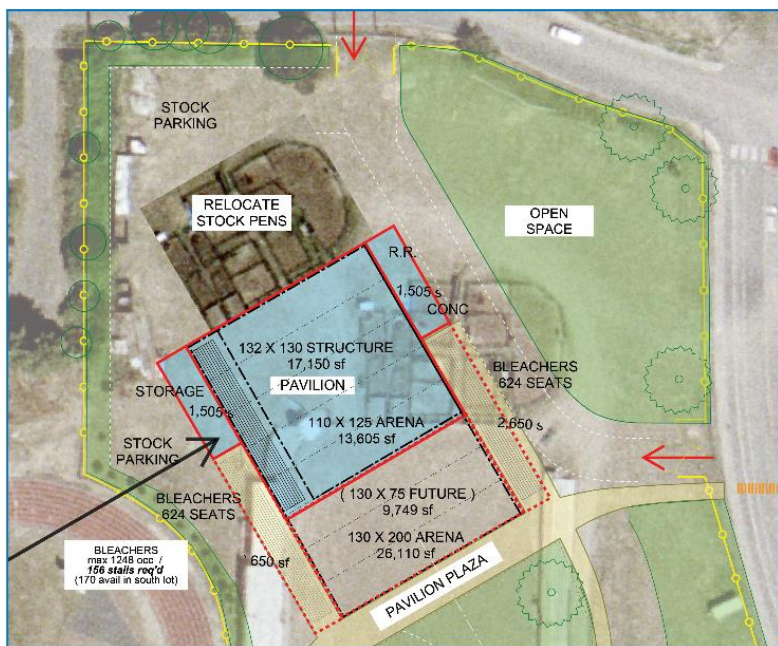 STOCK
PARKING
RELOCATE
STOCK PENS
OPEN
SPACE
R.R.
1,505 s
CONC
132 X 130 STRUCTURE
17,150 sf
PAVILION
110 X 125 ARENA
13,605 sf
STORAGE
1,505 s
BLEACHERS
624 SEATS
2,650 s
STOCK
PARKING
BLEACHERS
624 SEATS
650 sf
( 130 X 75 FUTURE )
9,749 sf
130 X 200 ARENA
26,110 sf
PAVILION PLAZA
BLEACHERS
max 1248 occ /
156 stalls req'd
(170 avail in south lot)